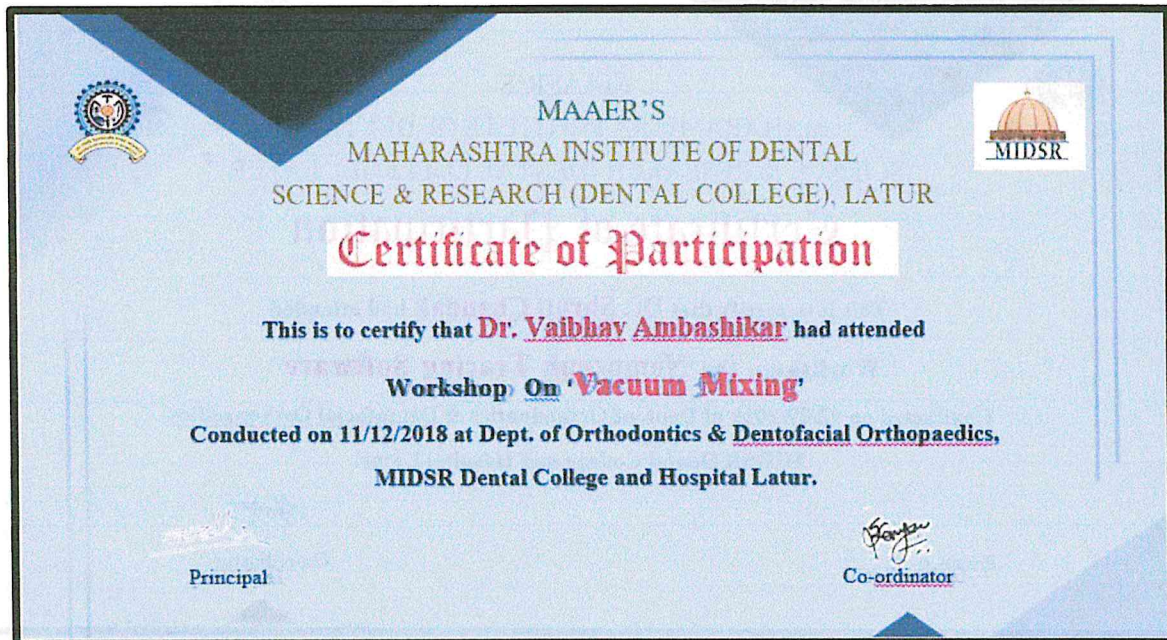 MAAER'S
MIDSR
MAHARASHTRA INSTITUTE OF DENTAL
SCIENCE & RESEARCH (DENTAL COLLEGE), LATUR
Certificate of Participation
This is to certify that Dr. Vaibhav Ambashikar had attended
Workshop On 'Vacuum Mixing'
Conducted on 11/12/2018 at Dept. of Orthodontics & Dentofacial Orthopaedics,
MIDSR Dental College and Hospital Latur.
Principal
Co-ordinator